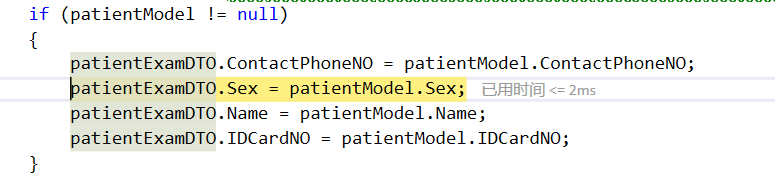 if (patientModel != null)
{
patientExamDTO.ContactPhoneNO = patientModel.ContactPhoneNO;
patientExamDTO.Sex = patientModel.Sex; 已用时间 <= 2ms
patientExamDTO.Name = patientModel.Name;
patientExamDTO.IDCardNO = patientModel.IDCardNO;
}